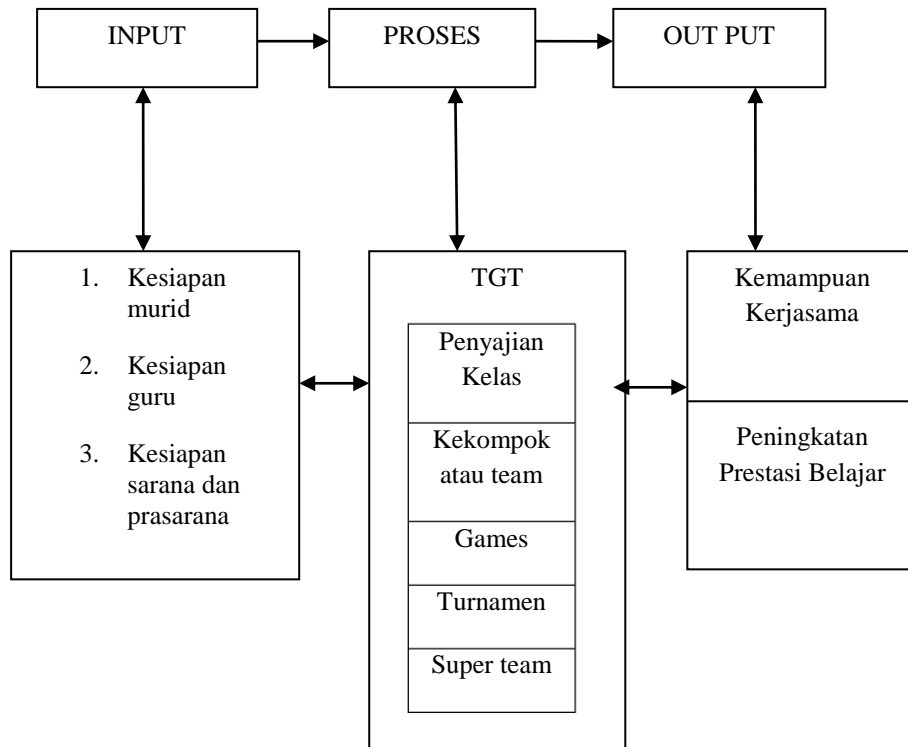 INPUT
PROSES
OUT PUT
1. Kesiapan
murid
2. Kesiapan
guru
3. Kesiapan
sarana dan
prasarana
TGT
Penyajian
Kelas
Kekompok
atau team
Games
Turnamen
Super team
Kemampuan
Kerjasama
Peningkatan
Prestasi Belajar